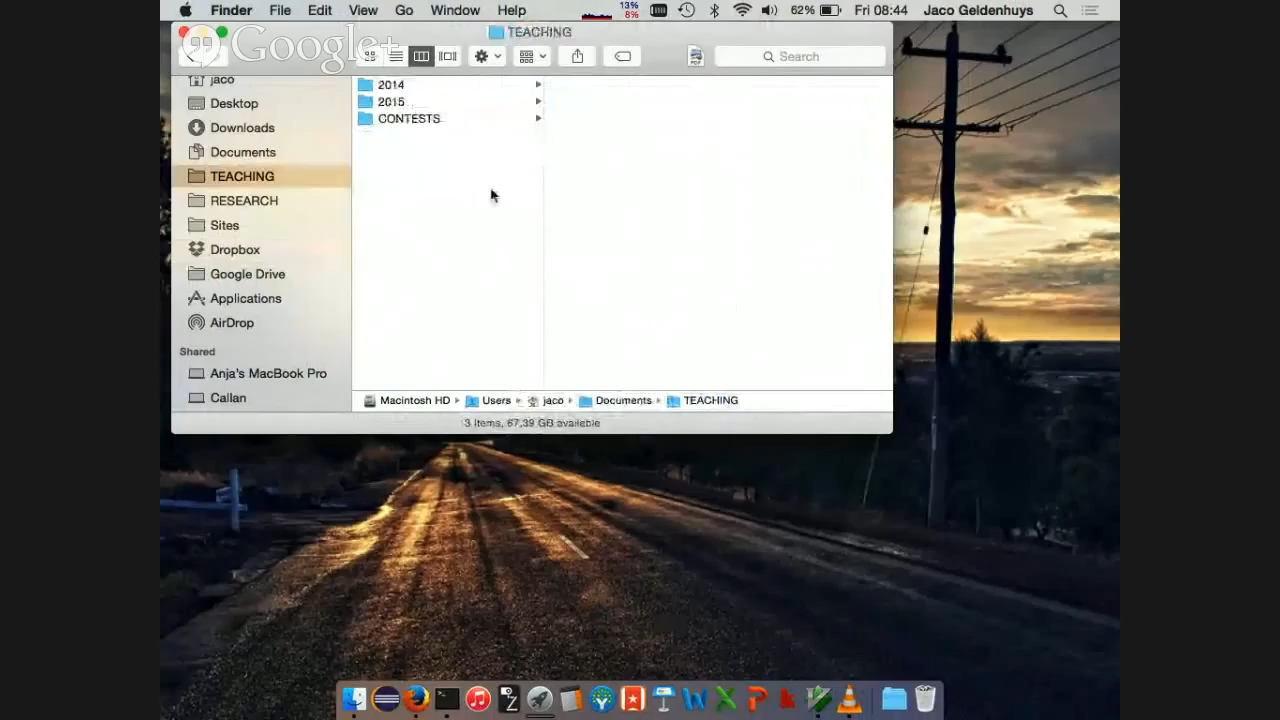 Finder File Edit View Go Window Help 13% 8% 62% Fri 08:44 Jaco Geldenhuys
TEACHING
Google+
Search
jaco
Desktop
Downloads
Documents
TEACHING
RESEARCH
Sites
Dropbox
Google Drive
Applications
AirDrop
Shared
Anja's MacBook Pro
Callan
2014
2015
CONTESTS
Macintosh HD Users jaco Documents TEACHING
3 items, 67,39 GB available